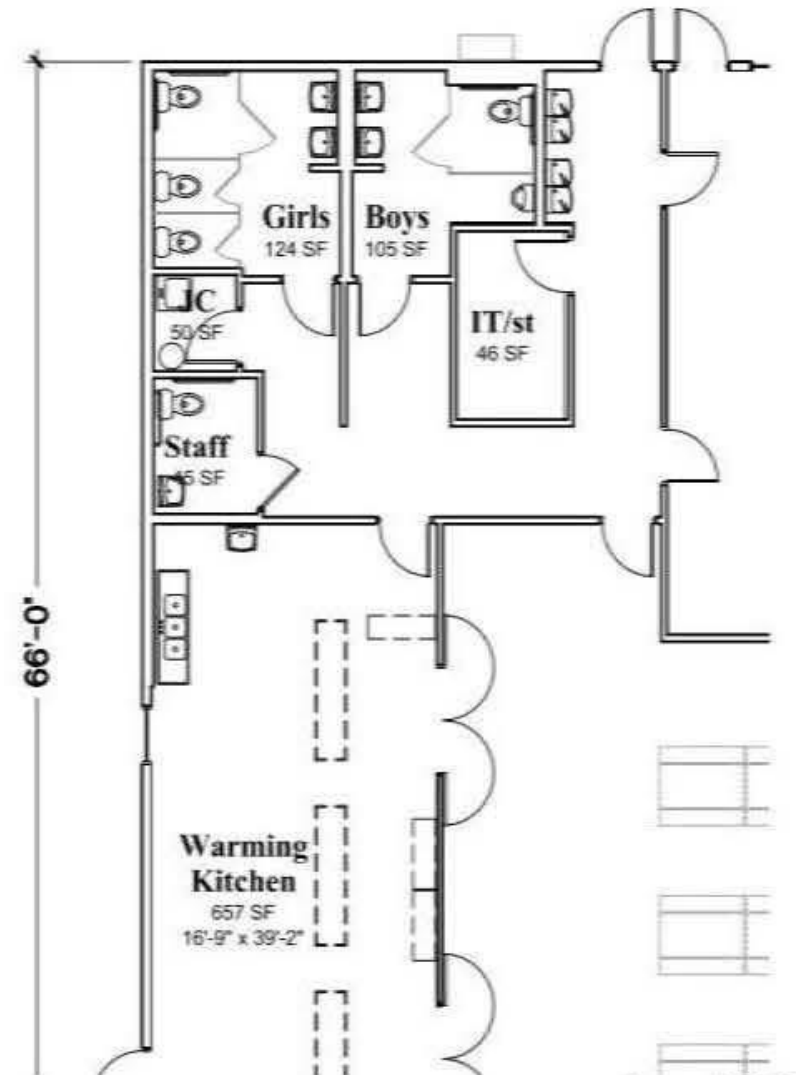 Girls
124 SF
Boys
105 SF
JC
50 SF
IT/st
46 SF
Staff
45 SF
66'-0"
Warming
Kitchen
657 SF
16'-9" x 39'-2"